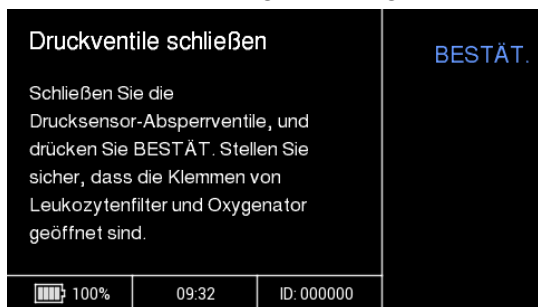 Druckventile schließen
BESTÄT.
Schließen Sie die
Drucksensor-Absperrventile, und
drücken Sie BESTÄT. Stellen Sie
sicher, dass die Klemmen von
Leukozytenfilter und Oxygenator
geöffnet sind.
100% 09:32 ID: 000000